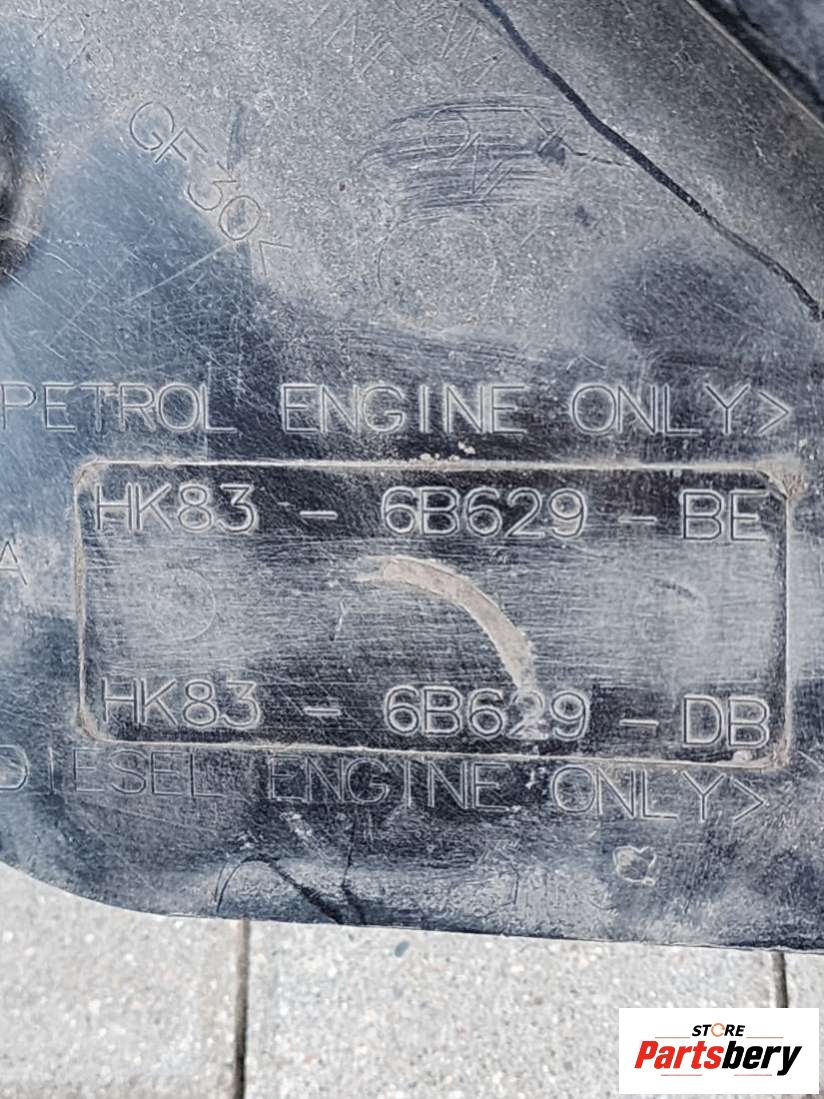 GF30
PETROL ENGINE ONLY>
HK83 - 6B629 - BE
A
HK83 - 6B629 - DB
DIESEL ENGINE ONLY>
STORE
Partsbery